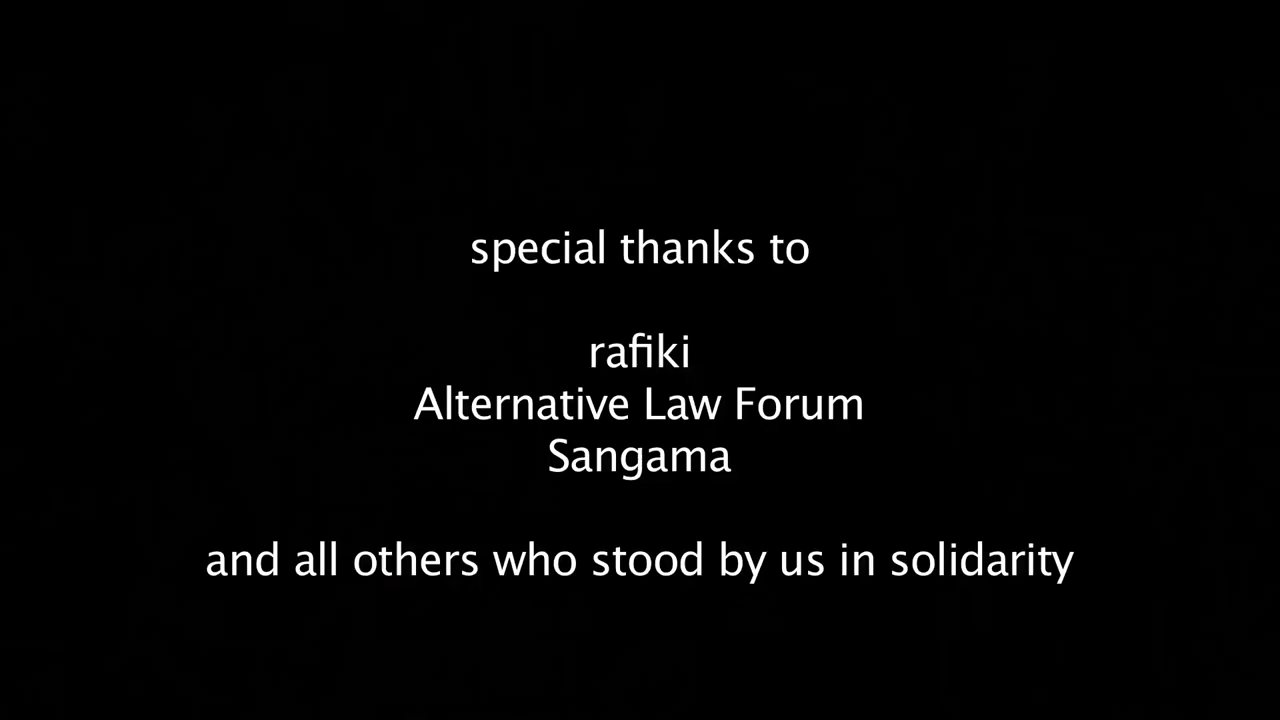 special thanks to
rafiki
Alternative Law Forum
Sangama
and all others who stood by us in solidarity